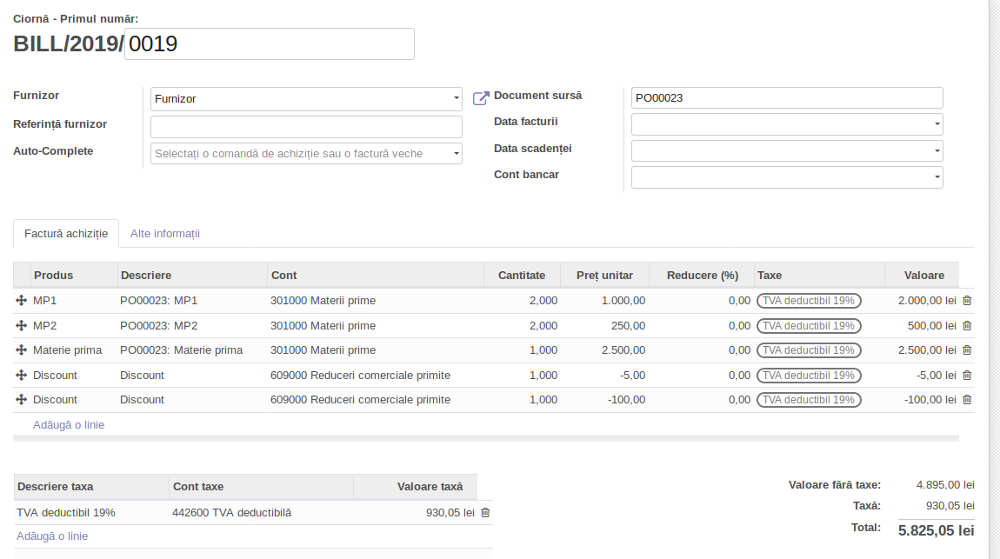 Ciornă - Primul număr:
BILL/2019/ 0019
Furnizor Furnizor Document sursă PO00023
Referință furnizor Data facturii
Auto-Complete Selectați o comandă de achiziție sau o factură veche Data scadenței
Cont bancar
Factură achiziție Alte informații
Produs Descriere Cont Cantitate Preț unitar Reducere (%) Taxe Valoare
MP1 PO00023: MP1 301000 Materii prime 2,000 1.000,00 0,00 TVA deductibil 19% 2.000,00 lei
MP2 PO00023: MP2 301000 Materii prime 2,000 250,00 0,00 TVA deductibil 19% 500,00 lei
Materie prima PO00023: Materie prima 301000 Materii prime 1,000 2.500,00 0,00 TVA deductibil 19% 2.500,00 lei
Discount Discount 609000 Reduceri comerciale primite 1,000 -5,00 0,00 TVA deductibil 19% -5,00 lei
Discount Discount 609000 Reduceri comerciale primite 1,000 -100,00 0,00 TVA deductibil 19% -100,00 lei
Adăugă o linie
Descriere taxa Cont taxe Valoare taxă Valoare fără taxe: 4.895,00 lei
TVA deductibil 19% 442600 TVA deductibilă 930,05 lei Taxă: 930,05 lei
Adăugă o linie Total: 5.825,05 lei